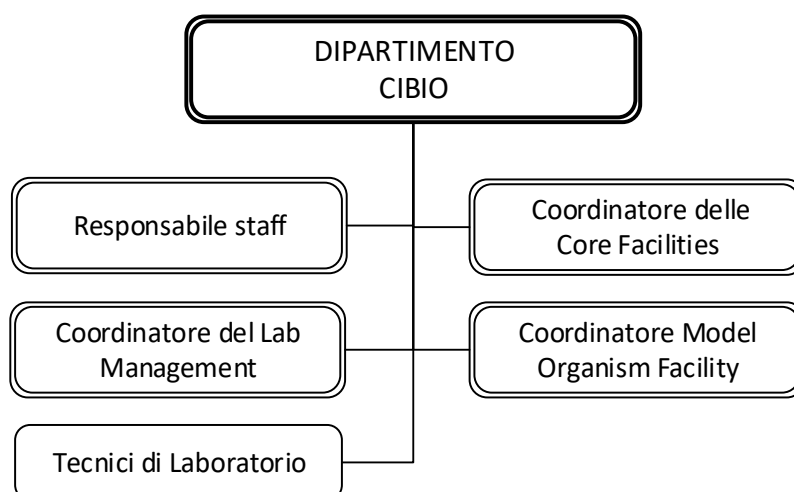 DIPARTIMENTO
CIBIO
Responsabile staff
Coordinatore delle
Core Facilities
Coordinatore del Lab
Management
Coordinatore Model
Organism Facility
Tecnici di Laboratorio